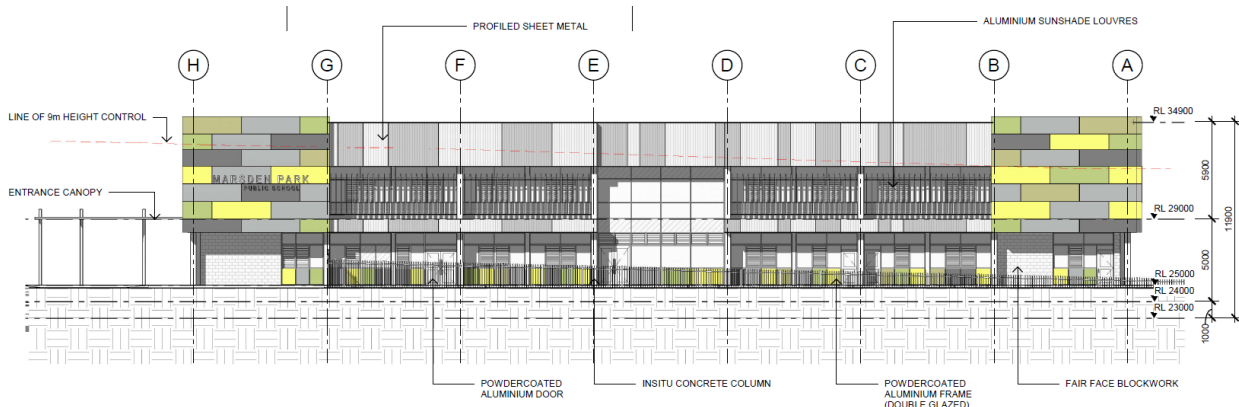 PROFILED SHEET METAL
ALUMINIUM SUNSHADE LOUVRES
H
G
F
E
D
C
B
A
LINE OF 9m HEIGHT CONTROL
RL 34900
MARSDEN PARK
PUBLIC SCHOOL
ENTRANCE CANOPY
5900
RL 29000
11900
5000
RL 25000
RL 24000
RL 23000
1000
POWDERCOATED
ALUMINIUM DOOR
INSITU CONCRETE COLUMN
POWDERCOATED
ALUMINIUM FRAME
(DOUBLE GLAZED)
FAIR FACE BLOCKWORK